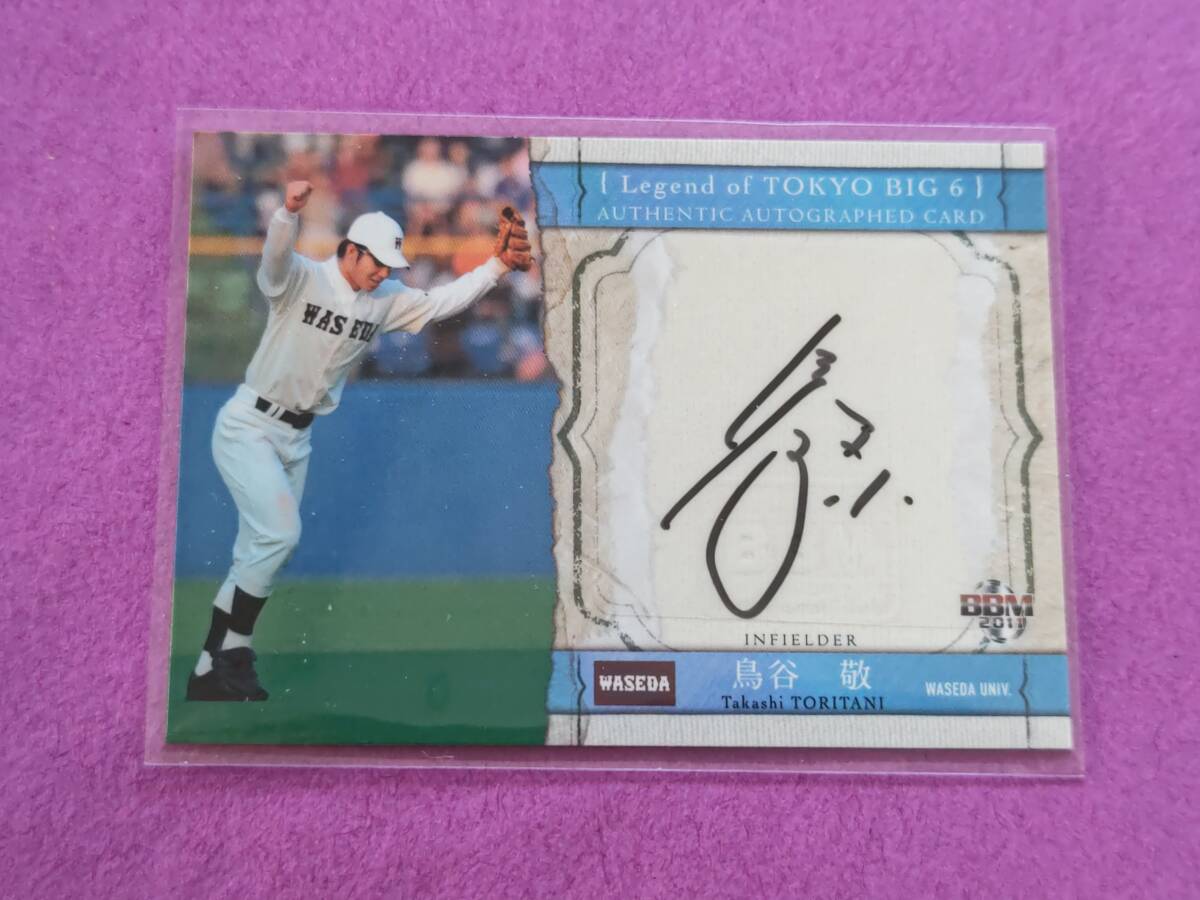 { Legend of TOKYO BIG 6 }
AUTHENTIC AUTOGRAPHED CARD
W
WASEDA
BBM
2011
INFIELDER
WASEDA
鳥谷 敬
Takashi TORITANI
WASEDA UNIV.